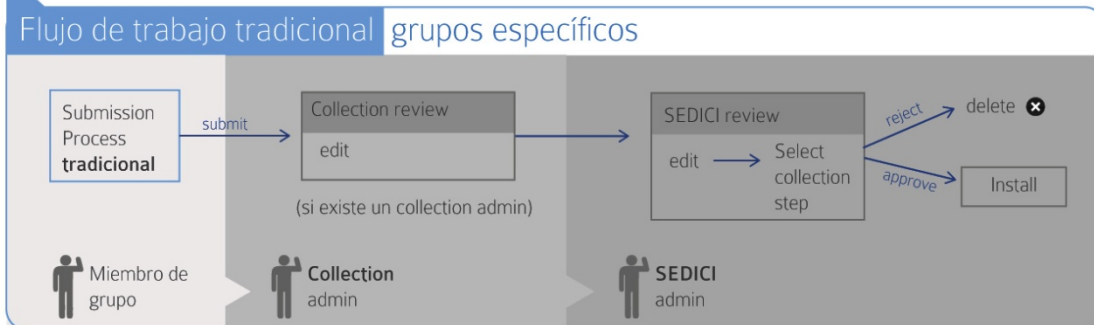 Flujo de trabajo tradicional grupos específicos
Submission
Process
tradicional
submit
Collection review
edit
(si existe un collection admin)
SEDICI review
edit
Select
collection
step
reject
delete
approve
Install
Miembro de
grupo
Collection
admin
SEDICI
admin